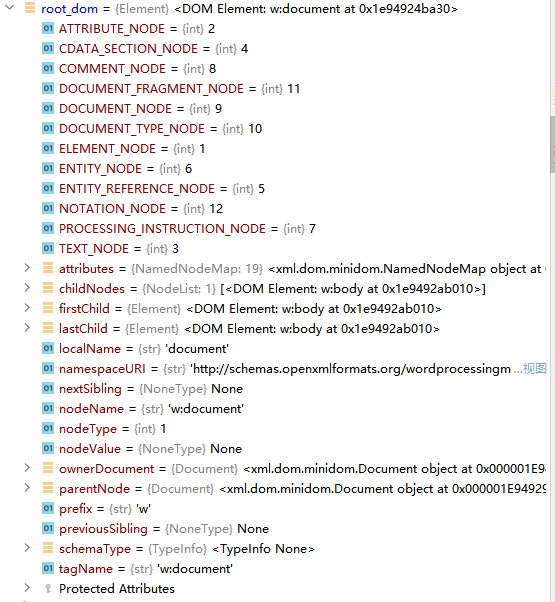 root_dom = {Element} <DOM Element: w:document at 0x1e94924ba30>
01 ATTRIBUTE_NODE = {int} 2
01 CDATA_SECTION_NODE = {int} 4
01 COMMENT_NODE = {int} 8
01 DOCUMENT_FRAGMENT_NODE = {int} 11
01 DOCUMENT_NODE = {int} 9
01 DOCUMENT_TYPE_NODE = {int} 10
01 ELEMENT_NODE = {int} 1
01 ENTITY_NODE = {int} 6
01 ENTITY_REFERENCE_NODE = {int} 5
01 NOTATION_NODE = {int} 12
01 PROCESSING_INSTRUCTION_NODE = {int} 7
01 TEXT_NODE = {int} 3
attributes = {NamedNodeMap: 19} <xml.dom.minidom.NamedNodeMap object at 0
childNodes = {NodeList: 1} [<DOM Element: w:body at 0x1e9492ab010>]
firstChild = {Element} <DOM Element: w:body at 0x1e9492ab010>
lastChild = {Element} <DOM Element: w:body at 0x1e9492ab010>
01 localName = {str} 'document'
01 namespaceURI = {str} 'http://schemas.openxmlformats.org/wordprocessingm ...视图
01 nextSibling = {NoneType} None
01 nodeName = {str} 'w:document'
01 nodeType = {int} 1
01 nodeValue = {NoneType} None
ownerDocument = {Document} <xml.dom.minidom.Document object at 0x000001E94
parentNode = {Document} <xml.dom.minidom.Document object at 0x000001E94929
01 prefix = {str} 'w'
01 previousSibling = {NoneType} None
schemaType = {TypeInfo} <TypeInfo None>
01 tagName = {str} 'w:document'
Protected Attributes